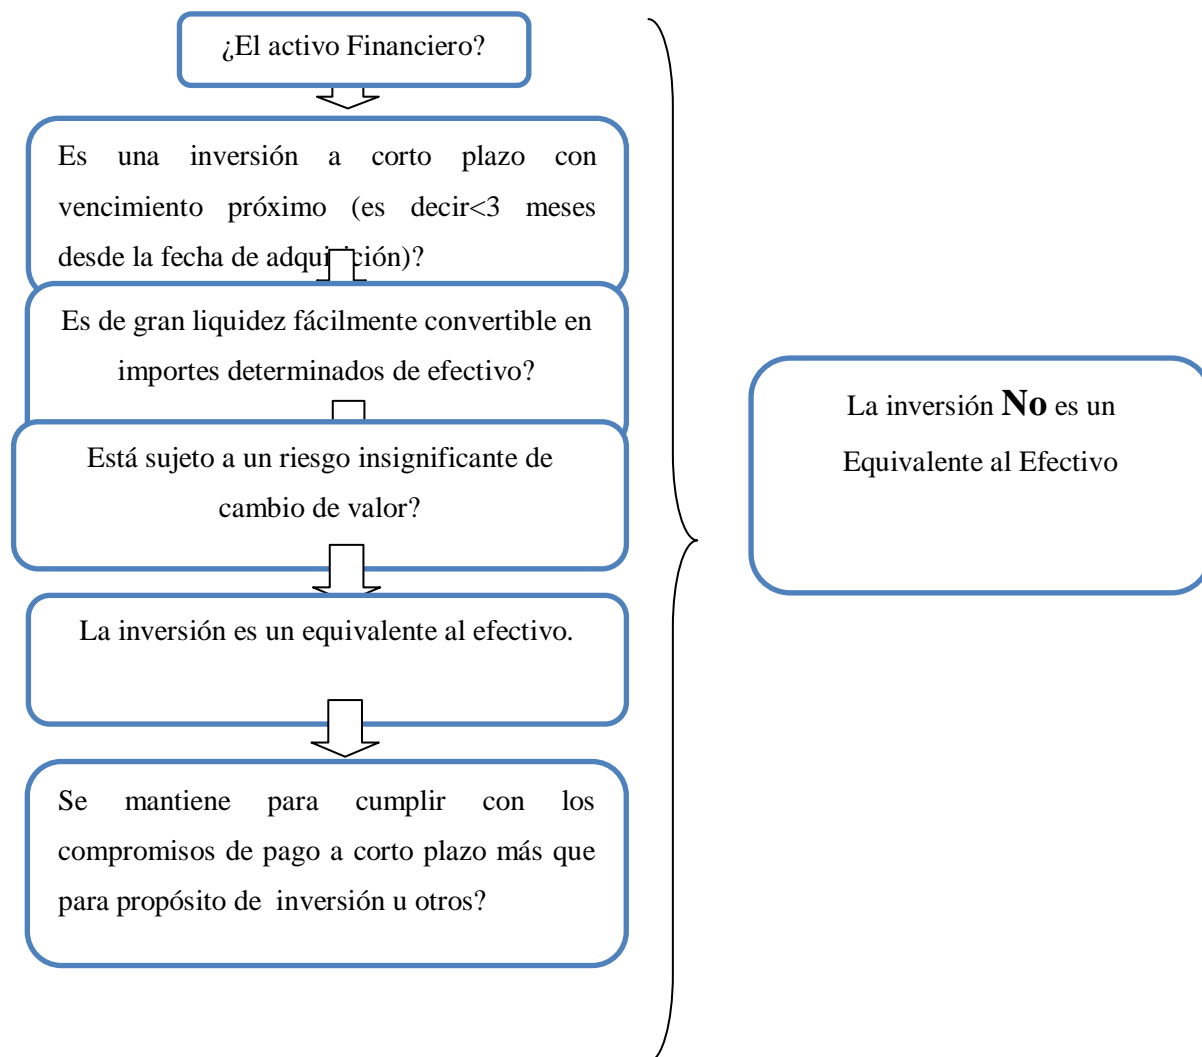 ¿El activo Financiero?
Es una inversión a corto plazo con
vencimiento próximo (es decir<3 meses
desde la fecha de adquisición)?
Es de gran liquidez fácilmente convertible en
importes determinados de efectivo?
Está sujeto a un riesgo insignificante de
cambio de valor?
La inversión es un equivalente al efectivo.
Se mantiene para cumplir con los
compromisos de pago a corto plazo más que
para propósito de inversión u otros?
La inversión No es un
Equivalente al Efectivo